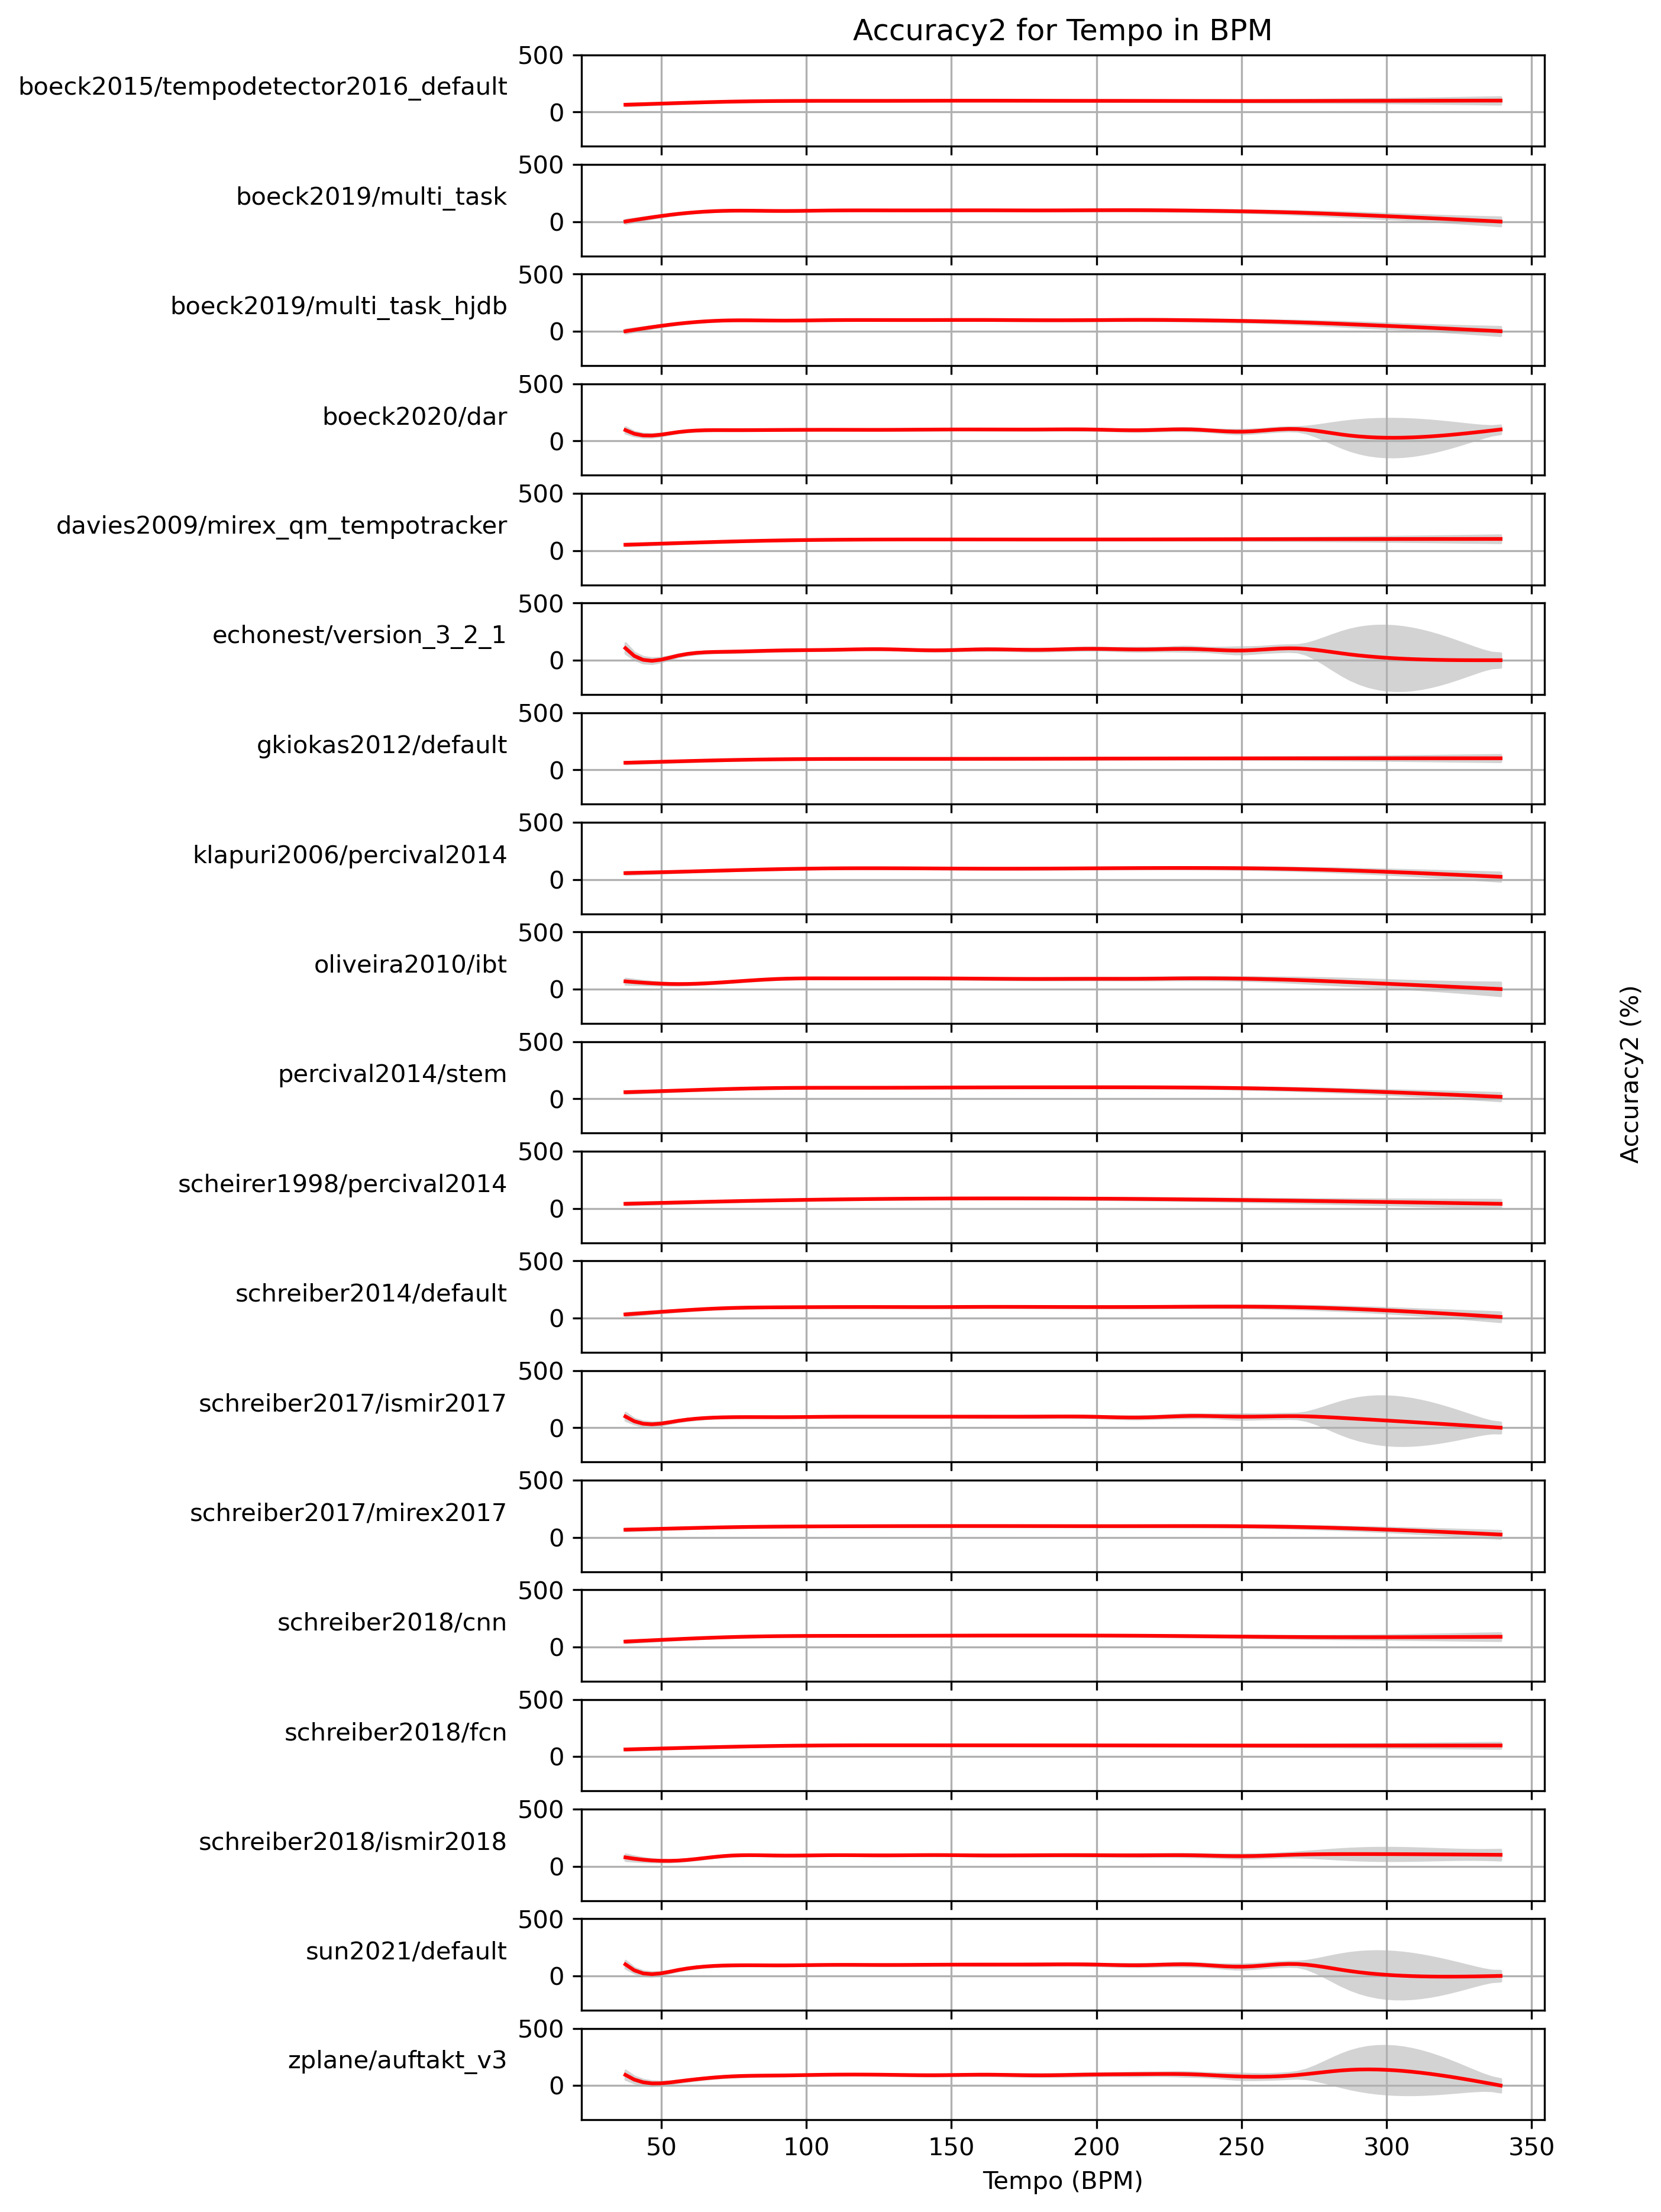 Accuracy2 for Tempo in BPM
500
boeck2015/tempodetector2016_default
0
500
boeck2019/multi_task
0
500
boeck2019/multi_task_hjdb
0
500
boeck2020/dar
0
500
davies2009/mirex_qm_tempotracker
0
500
echonest/version_3_2_1
0
500
gkiokas2012/default
0
500
klapuri2006/percival2014
0
500
oliveira2010/ibt
0
500
percival2014/stem
0
500
scheirer1998/percival2014
0
500
schreiber2014/default
0
500
schreiber2017/ismir2017
0
500
schreiber2017/mirex2017
0
500
schreiber2018/cnn
0
500
schreiber2018/fcn
0
500
schreiber2018/ismir2018
0
500
sun2021/default
0
500
zplane/auftakt_v3
0
50 100 150 200 250 300 350
Tempo (BPM)
Accuracy2 (%)